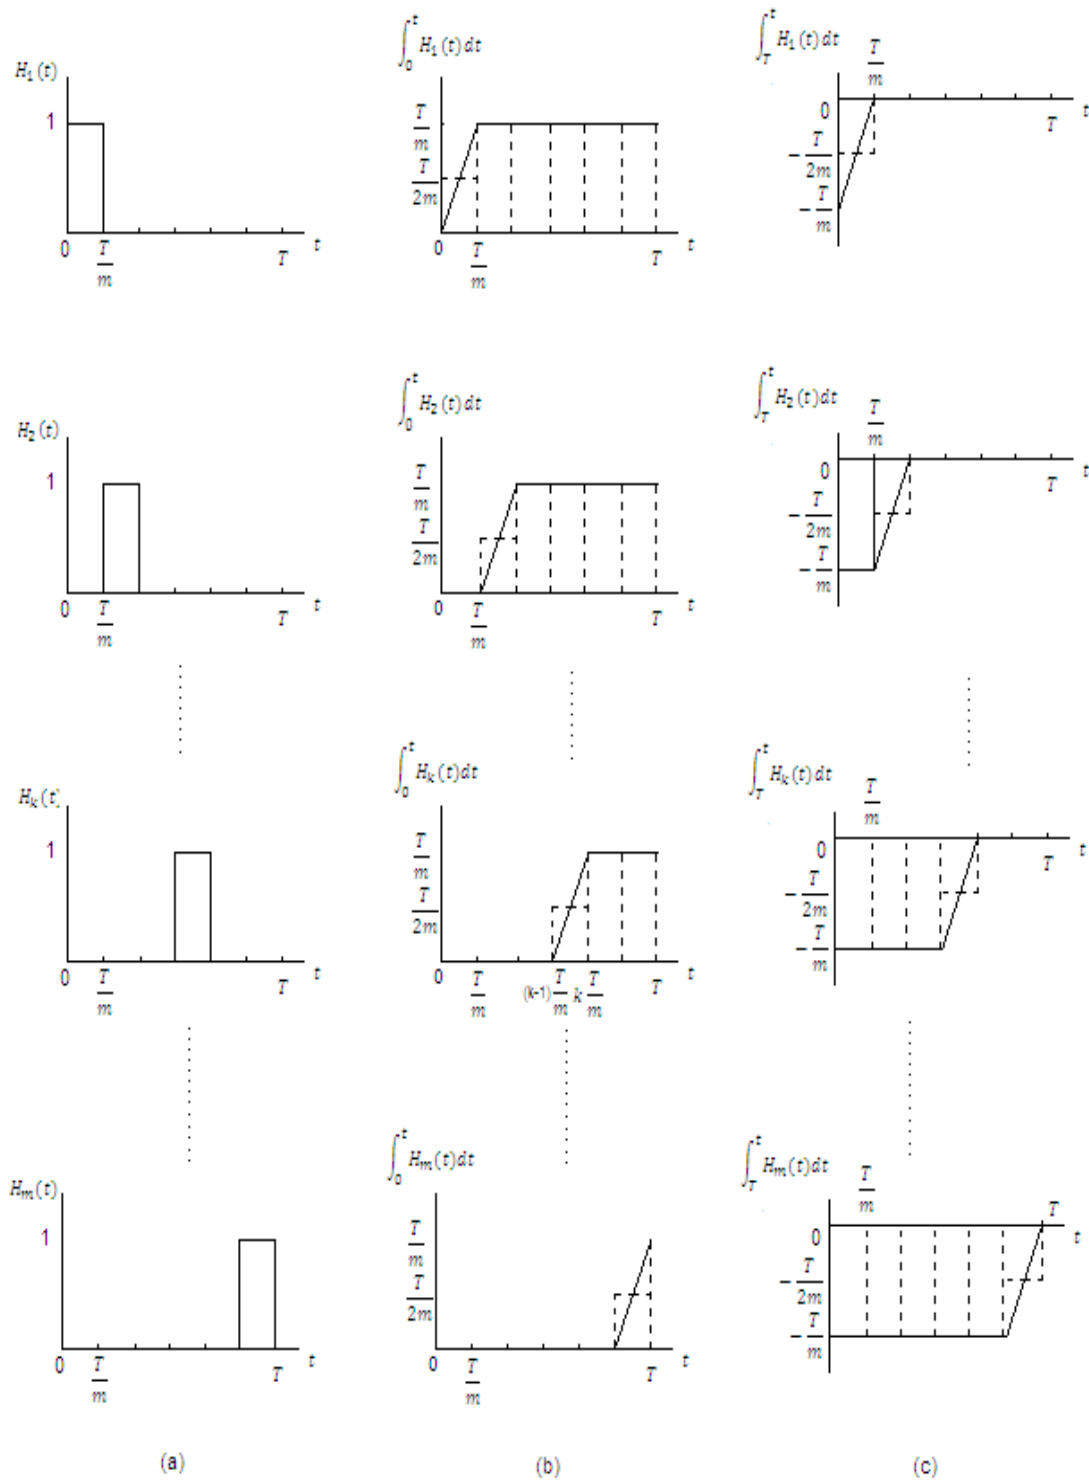 H₁(t)
1
0
T/m
T
t
∫₀ᵗ H₁(t)dt
T/m
T/2m
0
T/m
T
t
∫_Tᵗ H₁(t)dt
T/m
0
T
t
-T/2m
-T/m
H₂(t)
1
0
T/m
T
t
∫₀ᵗ H₂(t)dt
T/m
T/2m
0
T/m
T
t
∫_Tᵗ H₂(t)dt
T/m
0
T
t
-T/2m
-T/m
H_k(t)
1
0
T/m
T
t
∫₀ᵗ H_k(t)dt
T/m
T/2m
0
T/m
(k-1)T/m
k T/m
T
t
∫_Tᵗ H_k(t)dt
T/m
0
T
t
-T/2m
-T/m
H_m(t)
1
0
T/m
T
t
∫₀ᵗ H_m(t)dt
T/m
T/2m
0
T/m
T
t
∫_Tᵗ H_m(t)dt
T/m
T
0
t
-T/2m
-T/m
(a)
(b)
(c)